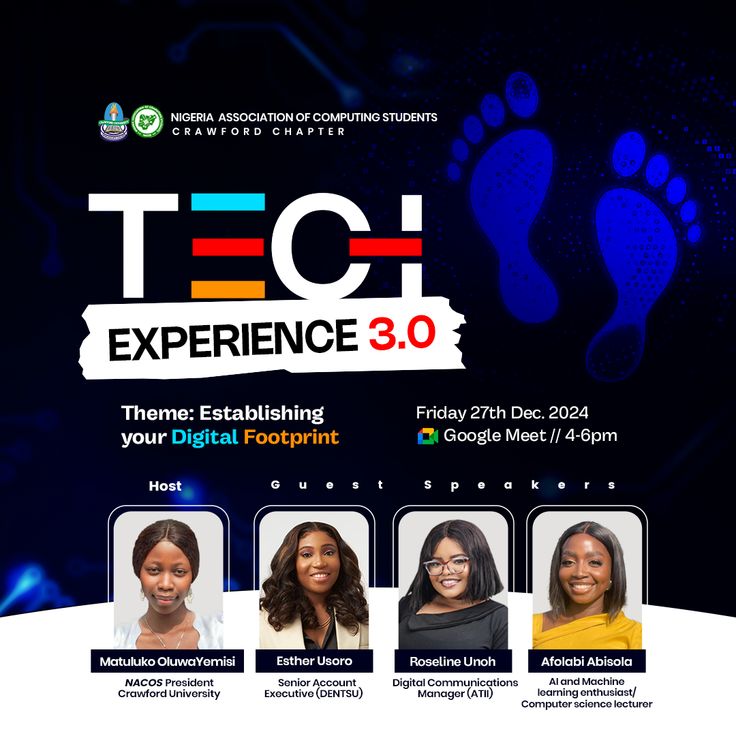 NIGERIA ASSOCIATION OF COMPUTING STUDENTS
CRAWFORD CHAPTER
TECH
EXPERIENCE 3.0
Theme: Establishing
your Digital Footprint
Friday 27th Dec. 2024
Google Meet // 4-6pm
Host
Guest Speakers
Matuluko OluwaYemisi
NACOS President
Crawford University
Esther Usoro
Senior Account
Executive (DENTSU)
Roseline Unoh
Digital Communications
Manager (ATII)
Afolabi Abisola
AI and Machine
learning enthusiast/
Computer science lecturer